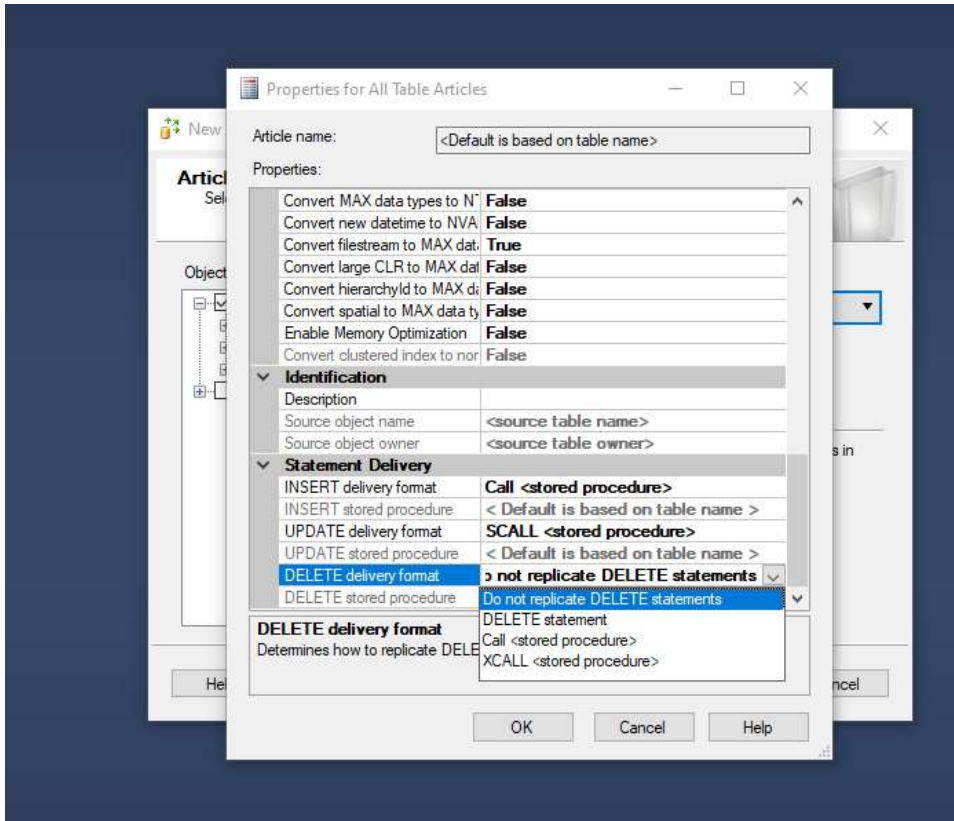 Properties for All Table Articles
New
Article name:
<Default is based on table name>
Properties:
Convert MAX data types to NT False
Convert new datetime to NVA False
Convert filestream to MAX dat False
Convert large CLR to MAX dat False
Convert hierarchyId to MAX da False
Convert spatial to MAX data ty False
Enable Memory Optimization False
Convert clustered index to nor False
Identification
Description
Source object name <source table name>
Source object owner <source table owner>
Statement Delivery
INSERT delivery format Call <stored procedure>
INSERT stored procedure < Default is based on table name >
UPDATE delivery format SCALL <stored procedure>
UPDATE stored procedure < Default is based on table name >
DELETE delivery format o not replicate DELETE statements
DELETE stored procedure
Do not replicate DELETE statements
DELETE statement
Call <stored procedure>
XCALL <stored procedure>
DELETE delivery format
Determines how to replicate DELE
OK Cancel Help
Artic
Sel
Object
s in
Hel
ncel